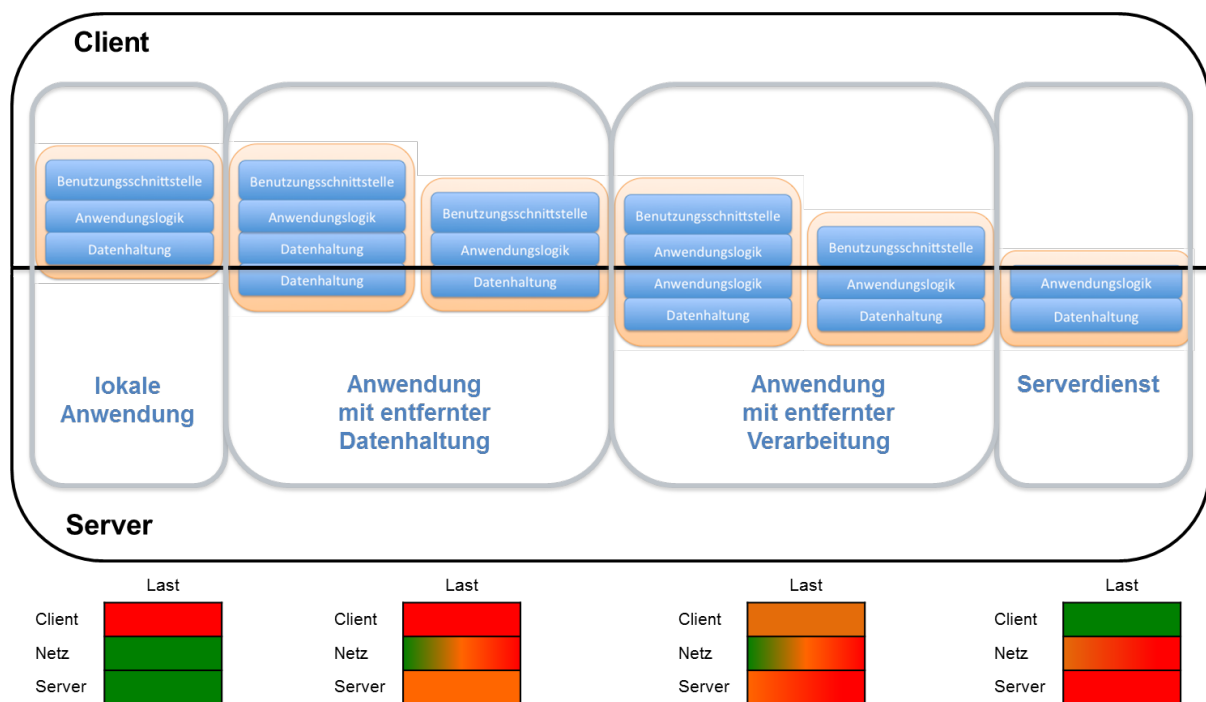 Client
Benutzungsschnittstelle
Anwendungslogik
Datenhaltung
Benutzungsschnittstelle
Anwendungslogik
Datenhaltung
Datenhaltung
Benutzungsschnittstelle
Anwendungslogik
Datenhaltung
Benutzungsschnittstelle
Anwendungslogik
Anwendungslogik
Datenhaltung
Benutzungsschnittstelle
Anwendungslogik
Datenhaltung
Anwendungslogik
Datenhaltung
lokale
Anwendung
Anwendung
mit entfernter
Datenhaltung
Anwendung
mit entfernter
Verarbeitung
Serverdienst
Server
Last
Client
Netz
Server
Last
Client
Netz
Server
Last
Client
Netz
Server
Last
Client
Netz
Server